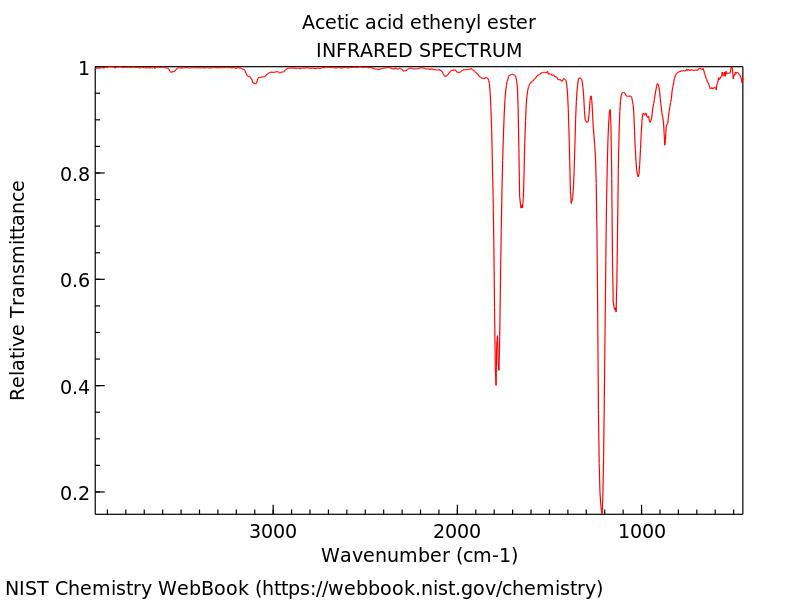 Acetic acid ethenyl ester
INFRARED SPECTRUM
1
0.8
0.6
0.4
0.2
Relative Transmittance
3000 2000 1000
Wavenumber (cm-1)
NIST Chemistry WebBook (https://webbook.nist.gov/chemistry)